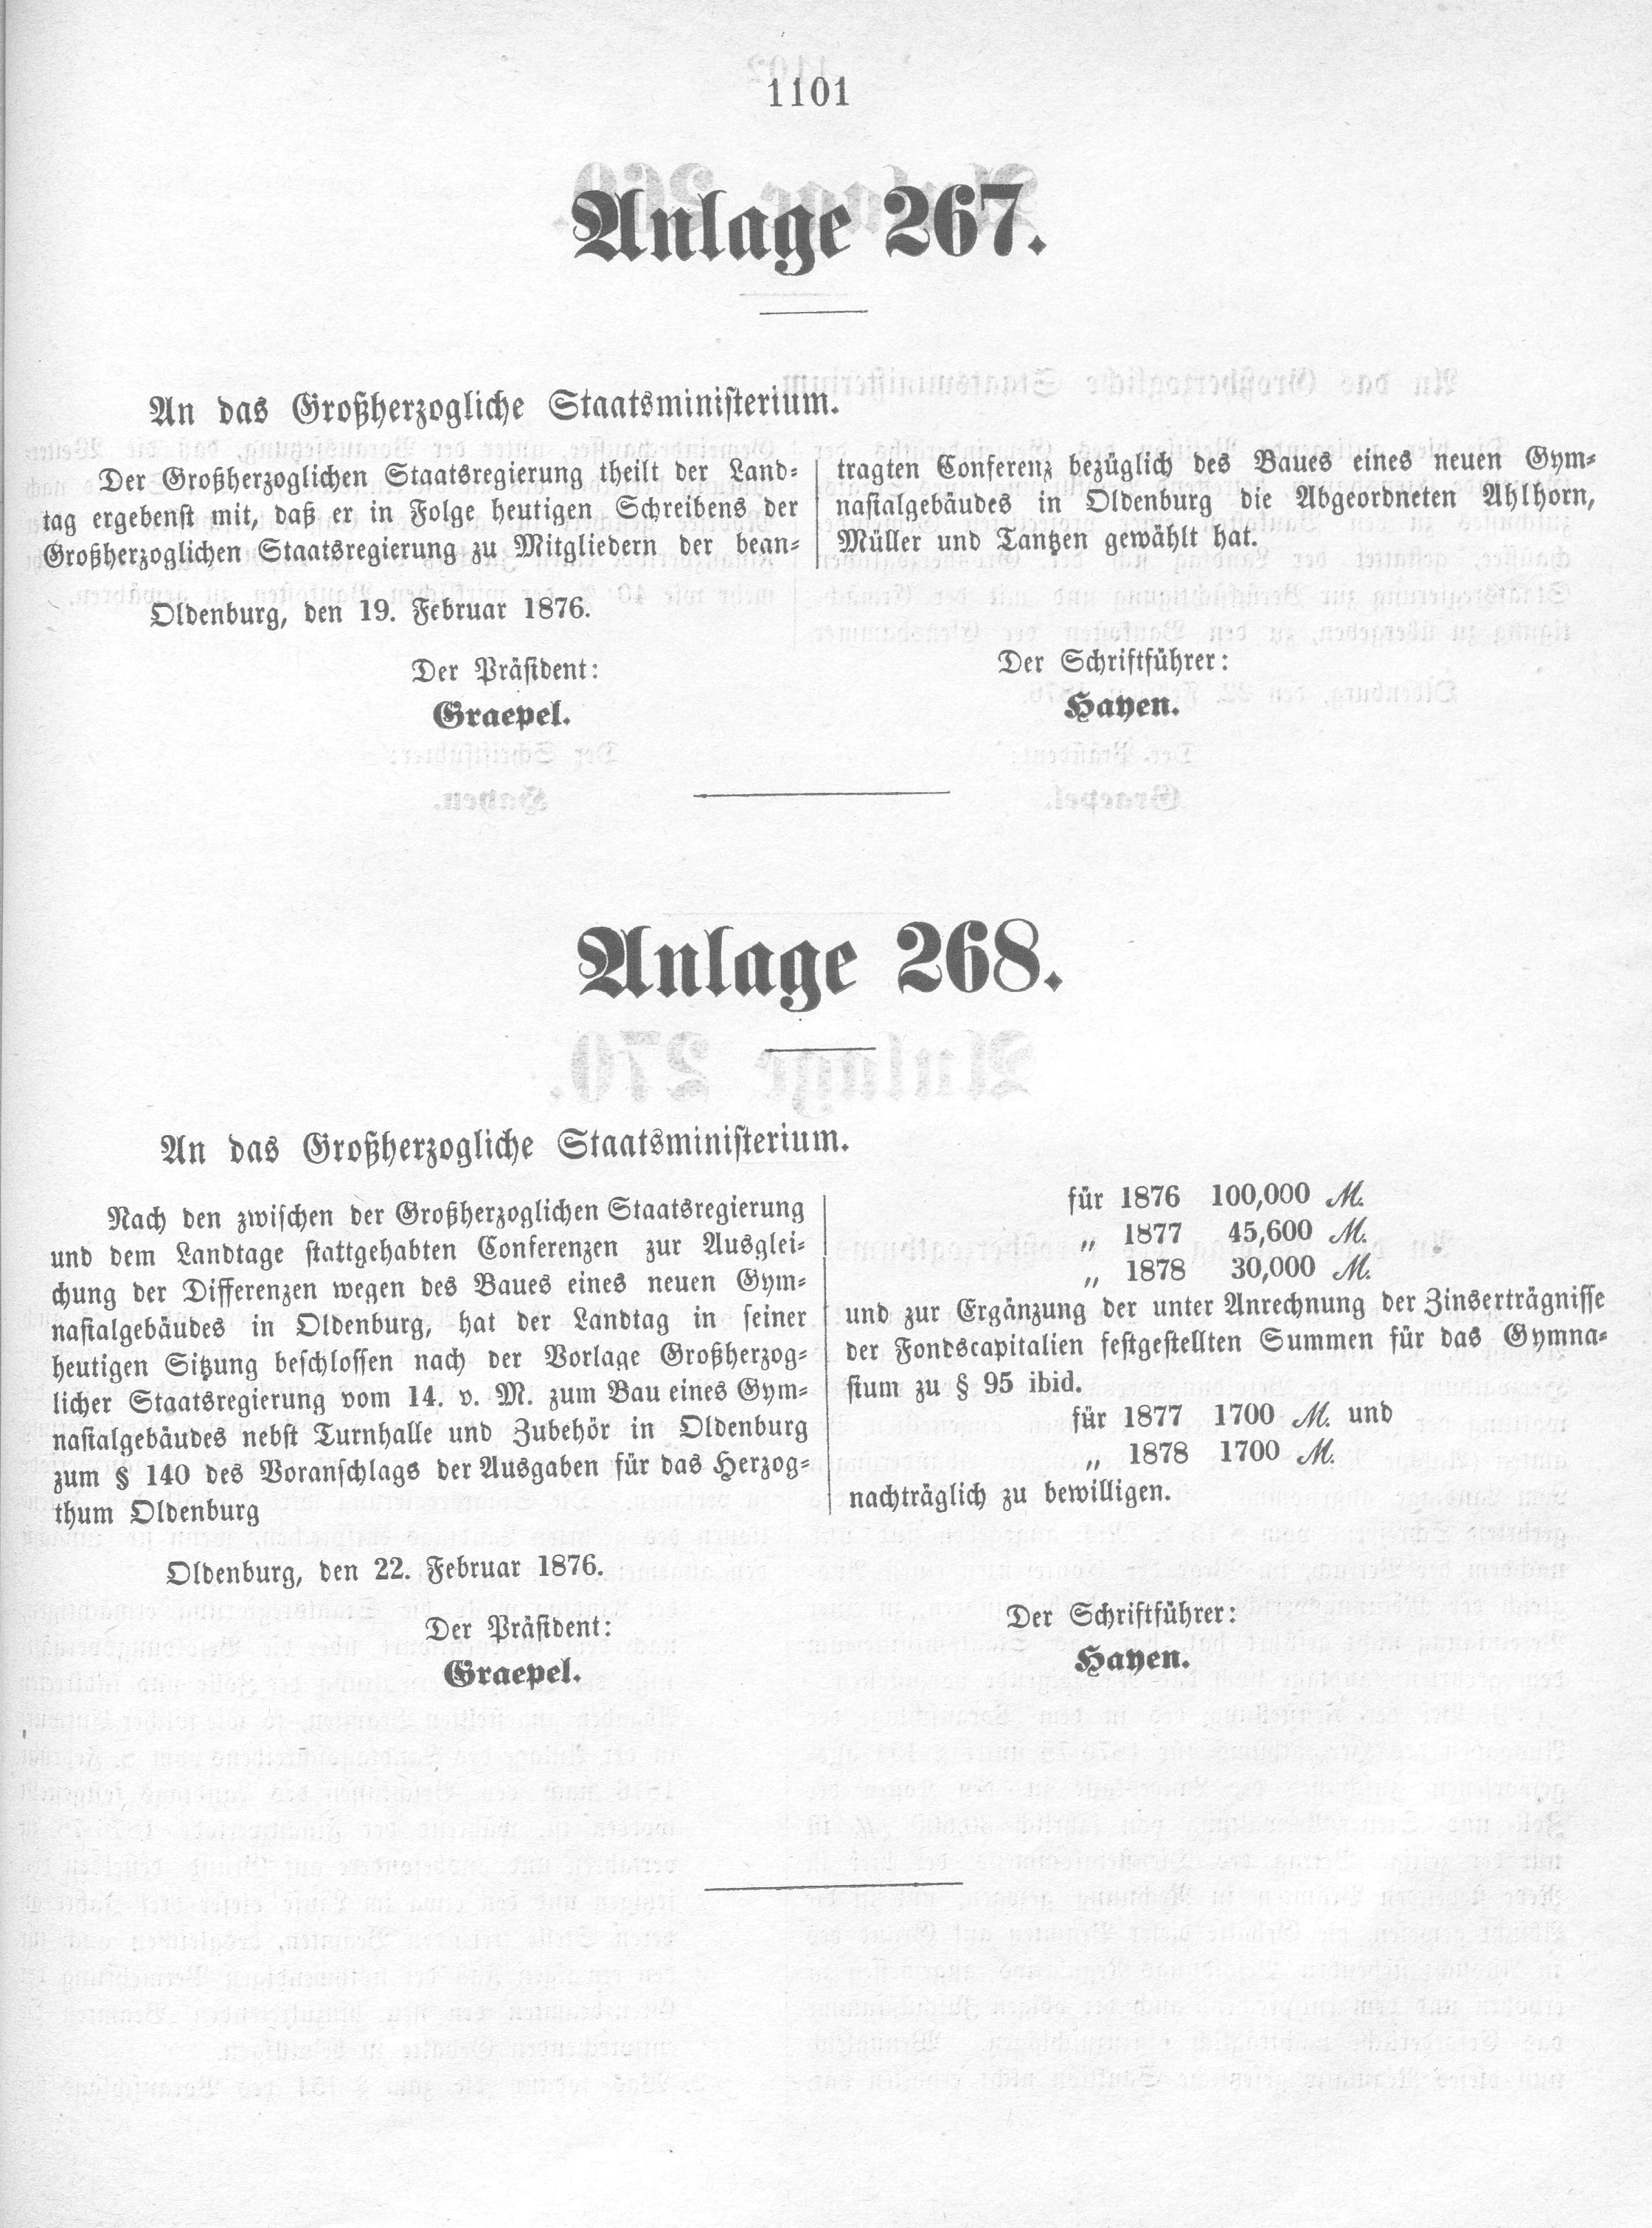 1101
Anlage 267.
An das Großherzogliche Staatsministerium.
Der Großherzoglichen Staatsregierung theilt der Land-
tag ergebenst mit, daß er in Folge heutigen Schreibens der
Großherzoglichen Staatsregierung zu Mitgliedern der bean-
tragten Conferenz bezüglich des Baues eines neuen Gym-
nasialgebäudes in Oldenburg die Abgeordneten Ahlhorn,
Müller und Tantzen gewählt hat.
Oldenburg, den 19. Februar 1876.
Der Präsident:
Graepel.
Der Schriftführer:
Hayen.
Anlage 268.
An das Großherzogliche Staatsministerium.
Nach den zwischen der Großherzoglichen Staatsregierung
und dem Landtage stattgehabten Conferenzen zur Ausglei-
chung der Differenzen wegen des Baues eines neuen Gym-
nasialgebäudes in Oldenburg, hat der Landtag in seiner
heutigen Sitzung beschlossen nach der Vorlage Großherzog-
licher Staatsregierung vom 14. v. M. zum Bau eines Gym-
nasialgebäudes nebst Turnhalle und Zubehör in Oldenburg
zum § 140 des Voranschlags der Ausgaben für das Herzog-
thum Oldenburg
für 1876 100,000 M.
„ 1877 45,600 M.
„ 1878 30,000 M.
und zur Ergänzung der unter Anrechnung der Zinserträgnisse
der Fondscapitalien festgestellten Summen für das Gymna-
sium zu § 95 ibid.
für 1877 1700 M. und
„ 1878 1700 M.
nachträglich zu bewilligen.
Oldenburg, den 22. Februar 1876.
Der Präsident:
Graepel.
Der Schriftführer:
Hayen.